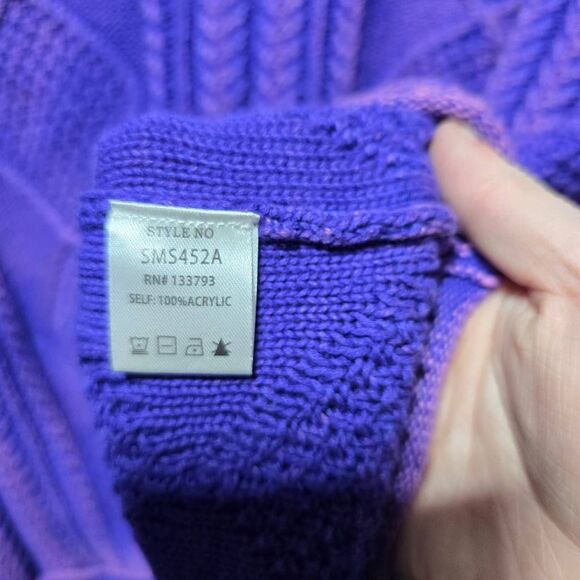 STYLE NO
SMS452A
RN# 133793
SELF: 100%ACRYLIC